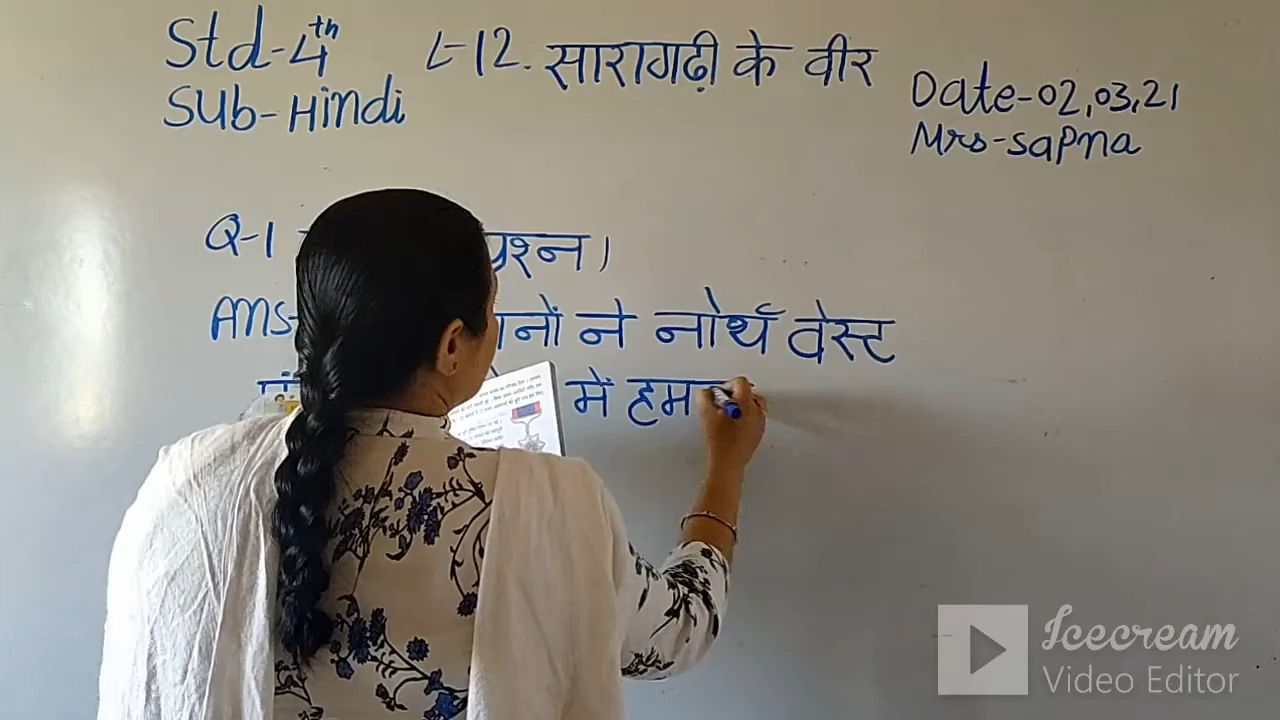 Std-4th L-12. सारागढ़ी के वीर
Sub-Hindi
Date-02,03,21
Mrs-sapna
Q-1 प्रश्न।
ANS- ने नोर्थ वेस्ट
में हम
Icecream
Video Editor